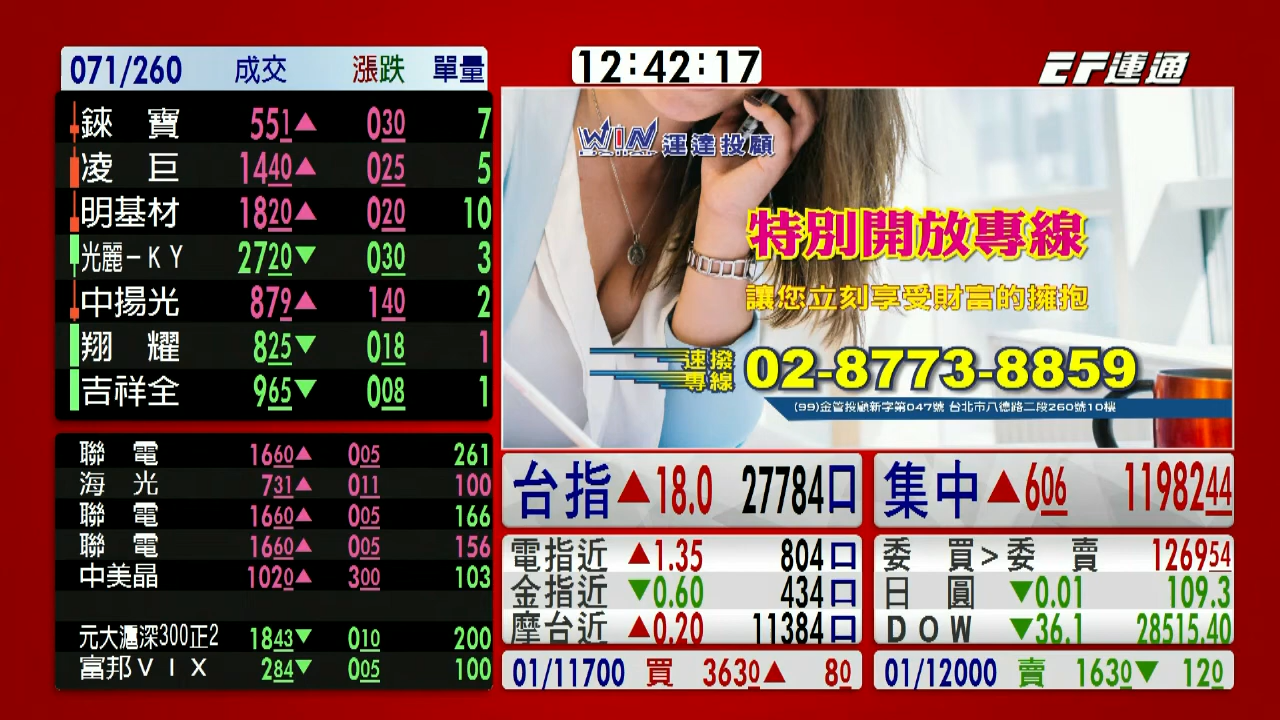 071/260 成交 漲跌 單量
12:42:17
EF運通
錸寶 551▲ 030 7
凌巨 1440▲ 025 5
明基材 1820▲ 020 10
光麗-KY 2720▼ 030 3
中揚光 879▲ 140 2
翔耀 825▼ 018 1
吉祥全 965▼ 008 1
聯電 1660▲ 005 261
海光 731▲ 011 100
聯電 1660▲ 005 166
聯電 1660▲ 005 156
中美晶 1020▲ 300 103
元大滬深300正2 1843▼ 010 200
富邦VIX 284▼ 005 100
WIN 運達投顧
特別開放專線
讓您立刻享受財富的擁抱
速撥專線 02-8773-8859
(99)金管投顧新字第047號 台北市八德路二段260號10樓
台指▲18.0 27784口
集中▲606 1198244
電指近 ▲1.35 804口
金指近 ▼0.60 434口
摩台近 ▲0.20 11384口
委買>委賣 126954
日圓 ▼0.01 109.3
DOW ▼36.1 28515.40
01/11700 買 3630▲ 80
01/12000 賣 1630▼ 120